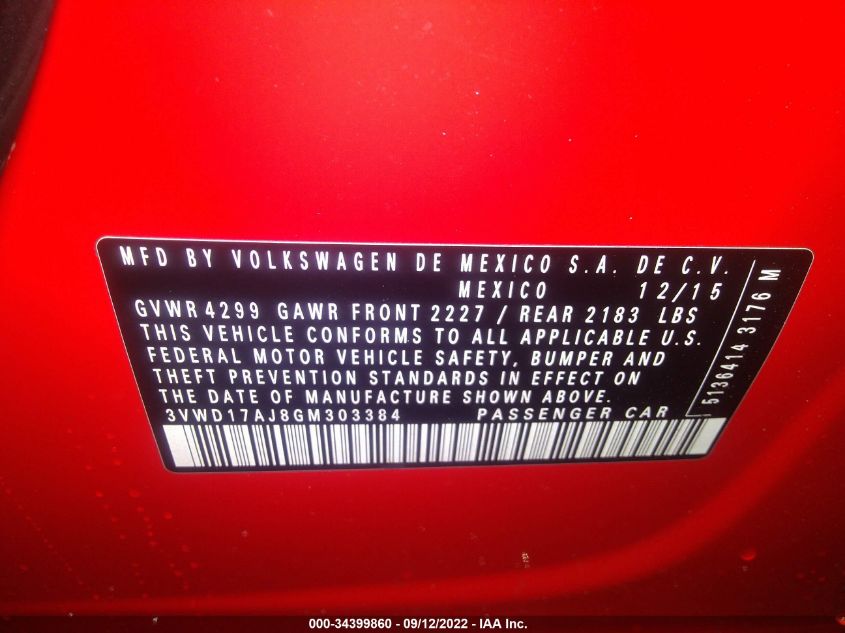 MFD BY VOLKSWAGEN DE MEXICO S.A. DE C.V.
MEXICO 12/15
GVWR 4299 GAWR FRONT 2227 / REAR 2183 LBS
THIS VEHICLE CONFORMS TO ALL APPLICABLE U.S.
FEDERAL MOTOR VEHICLE SAFETY, BUMPER AND
THEFT PREVENTION STANDARDS IN EFFECT ON
THE DATE OF MANUFACTURE SHOWN ABOVE.
3VWD17AJ8GM303384 PASSENGER CAR
5136414 3176 M
000-34399860 - 09/12/2022 - IAA Inc.